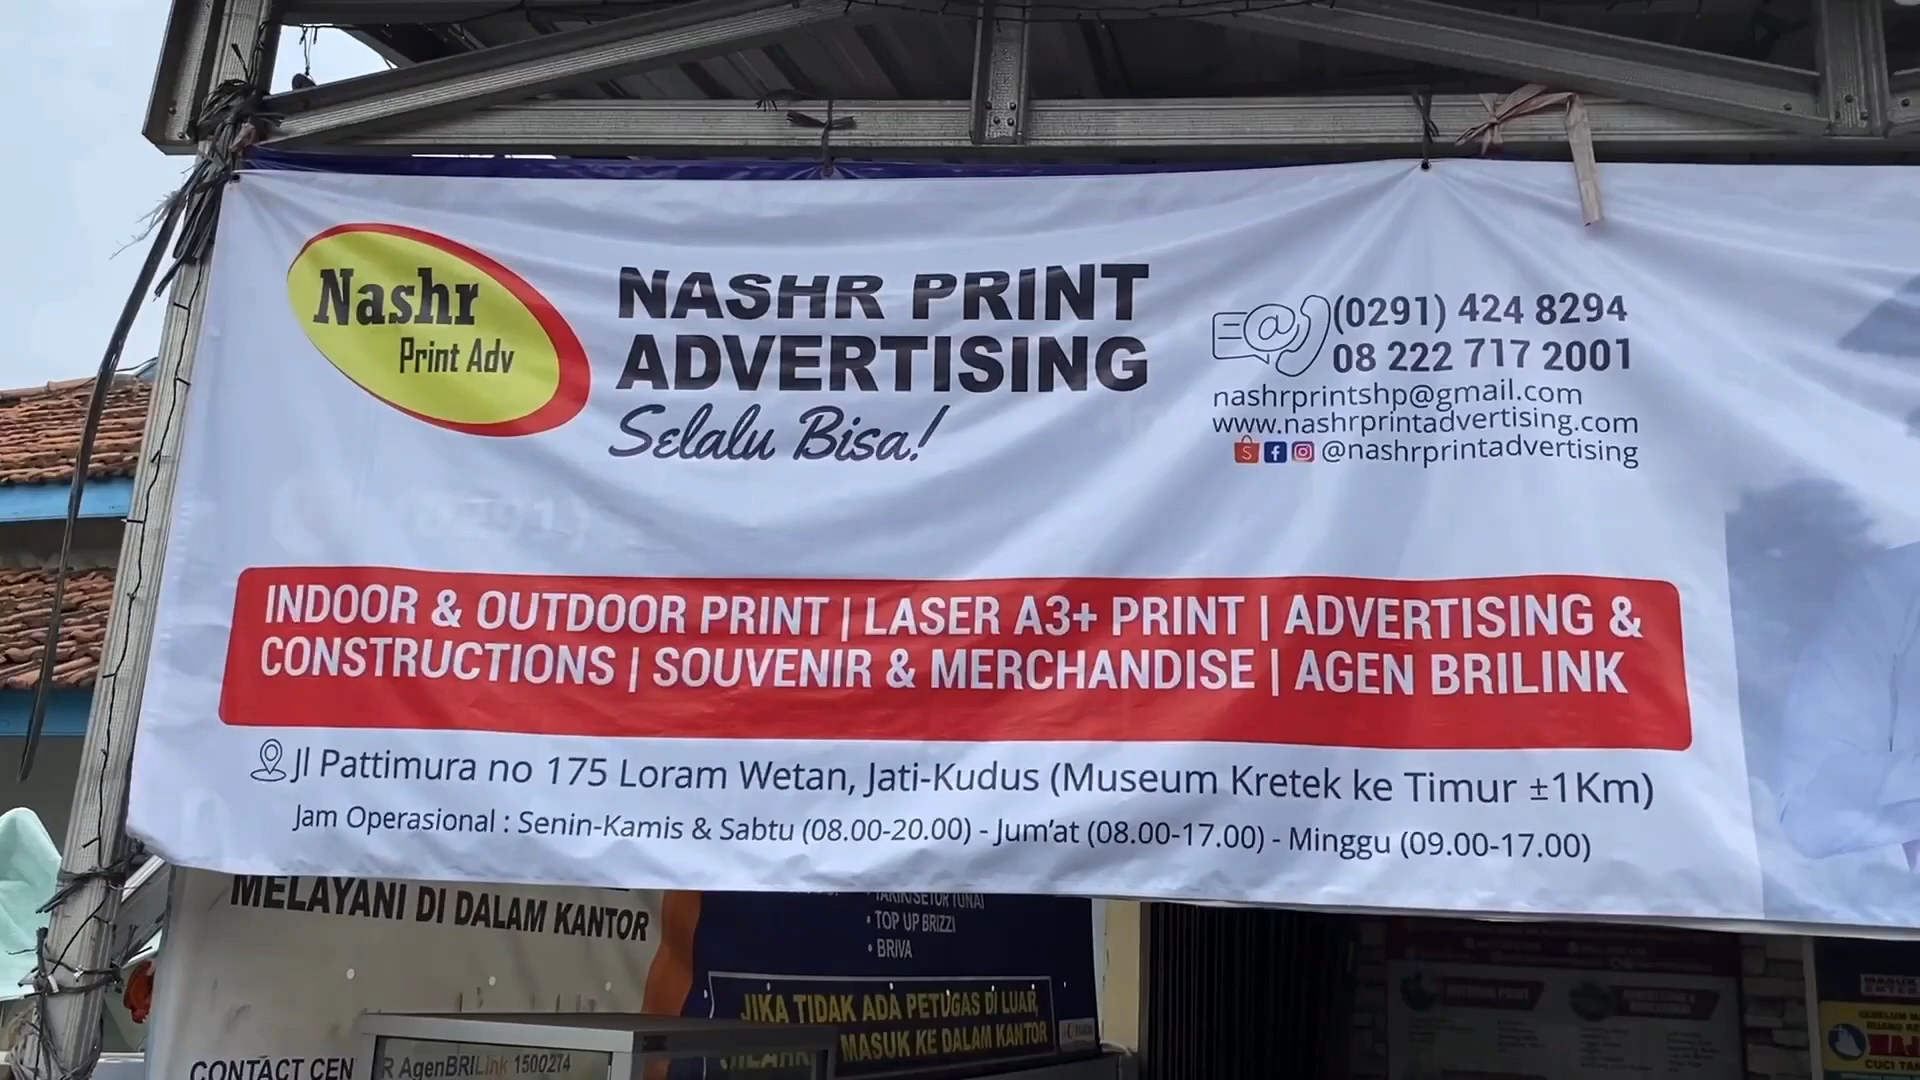 Nashr
Print Adv
NASHR PRINT
ADVERTISING
Selalu Bisa!
(0291) 424 8294
08 222 717 2001
nashrprintshp@gmail.com
www.nashrprintadvertising.com
@nashrprintadvertising
INDOOR & OUTDOOR PRINT | LASER A3+ PRINT | ADVERTISING &
CONSTRUCTIONS | SOUVENIR & MERCHANDISE | AGEN BRILINK
Jl Pattimura no 175 Loram Wetan, Jati-Kudus (Museum Kretek ke Timur ±1Km)
Jam Operasional : Senin-Kamis & Sabtu (08.00-20.00) - Jum'at (08.00-17.00) - Minggu (09.00-17.00)
MELAYANI DI DALAM KANTOR
• TARIK/SETOR TUNAI
• TOP UP BRIZZI
• BRIVA
JIKA TIDAK ADA PETUGAS DI LUAR,
MASUK KE DALAM KANTOR
CONTACT CEN
R AgenBRILink 1500274